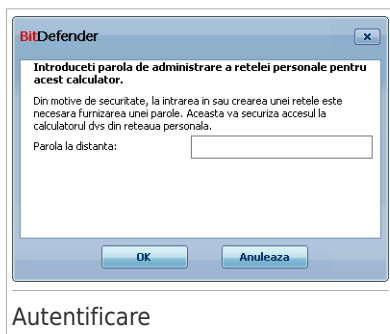 BitDefender
Introduceti parola de administrare a retelei personale pentru
acest calculator.
Din motive de securitate, la intrarea in sau crearea unei retele este
necesara furnizarea unei parole. Aceasta va securiza accesul la
calculatorul dvs din reteaua personala.
Parola la distanta:
OK Anuleaza
Autentificare